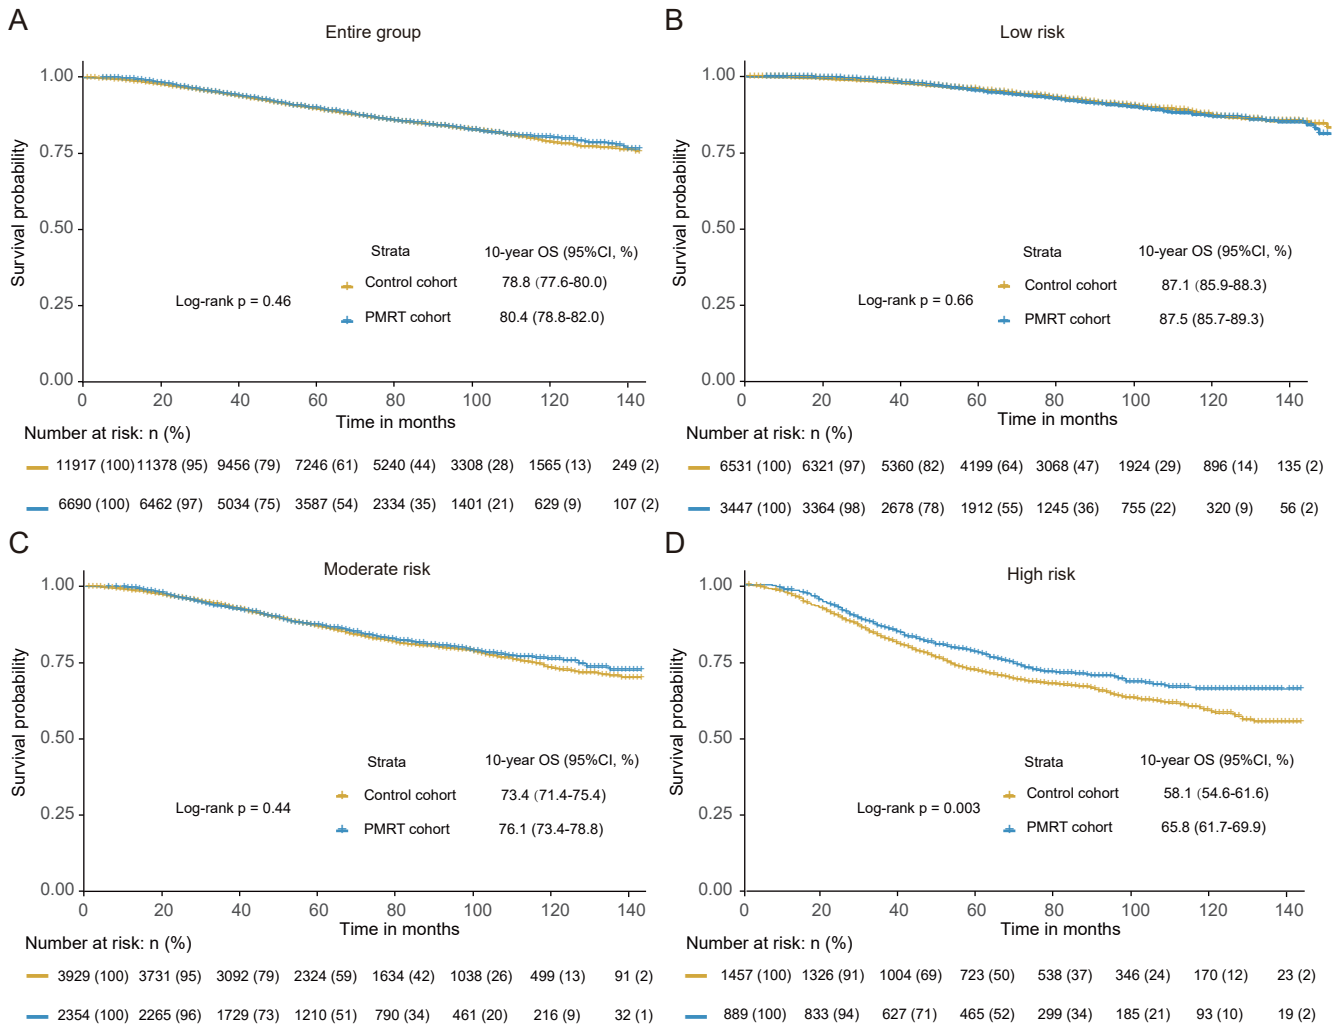 A
Entire group
1.00
0.75
0.50
0.25
0.00
Survival probability
Strata 10-year OS (95%CI, %)
Control cohort 78.8 (77.6-80.0)
Log-rank p = 0.46
PMRT cohort 80.4 (78.8-82.0)
0 20 40 60 80 100 120 140
Time in months
Number at risk: n (%)
11917 (100) 11378 (95) 9456 (79) 7246 (61) 5240 (44) 3308 (28) 1565 (13) 249 (2)
6690 (100) 6462 (97) 5034 (75) 3587 (54) 2334 (35) 1401 (21) 629 (9) 107 (2)
B
Low risk
1.00
0.75
0.50
0.25
0.00
Survival probability
Strata 10-year OS (95%CI, %)
Control cohort 87.1 (85.9-88.3)
Log-rank p = 0.66
PMRT cohort 87.5 (85.7-89.3)
0 20 40 60 80 100 120 140
Time in months
Number at risk: n (%)
6531 (100) 6321 (97) 5360 (82) 4199 (64) 3068 (47) 1924 (29) 896 (14) 135 (2)
3447 (100) 3364 (98) 2678 (78) 1912 (55) 1245 (36) 755 (22) 320 (9) 56 (2)
C
Moderate risk
1.00
0.75
0.50
0.25
0.00
Survival probability
Strata 10-year OS (95%CI, %)
Control cohort 73.4 (71.4-75.4)
Log-rank p = 0.44
PMRT cohort 76.1 (73.4-78.8)
0 20 40 60 80 100 120 140
Time in months
Number at risk: n (%)
3929 (100) 3731 (95) 3092 (79) 2324 (59) 1634 (42) 1038 (26) 499 (13) 91 (2)
2354 (100) 2265 (96) 1729 (73) 1210 (51) 790 (34) 461 (20) 216 (9) 32 (1)
D
High risk
1.00
0.75
0.50
0.25
0.00
Survival probability
Strata 10-year OS (95%CI, %)
Control cohort 58.1 (54.6-61.6)
Log-rank p = 0.003
PMRT cohort 65.8 (61.7-69.9)
0 20 40 60 80 100 120 140
Time in months
Number at risk: n (%)
1457 (100) 1326 (91) 1004 (69) 723 (50) 538 (37) 346 (24) 170 (12) 23 (2)
889 (100) 833 (94) 627 (71) 465 (52) 299 (34) 185 (21) 93 (10) 19 (2)